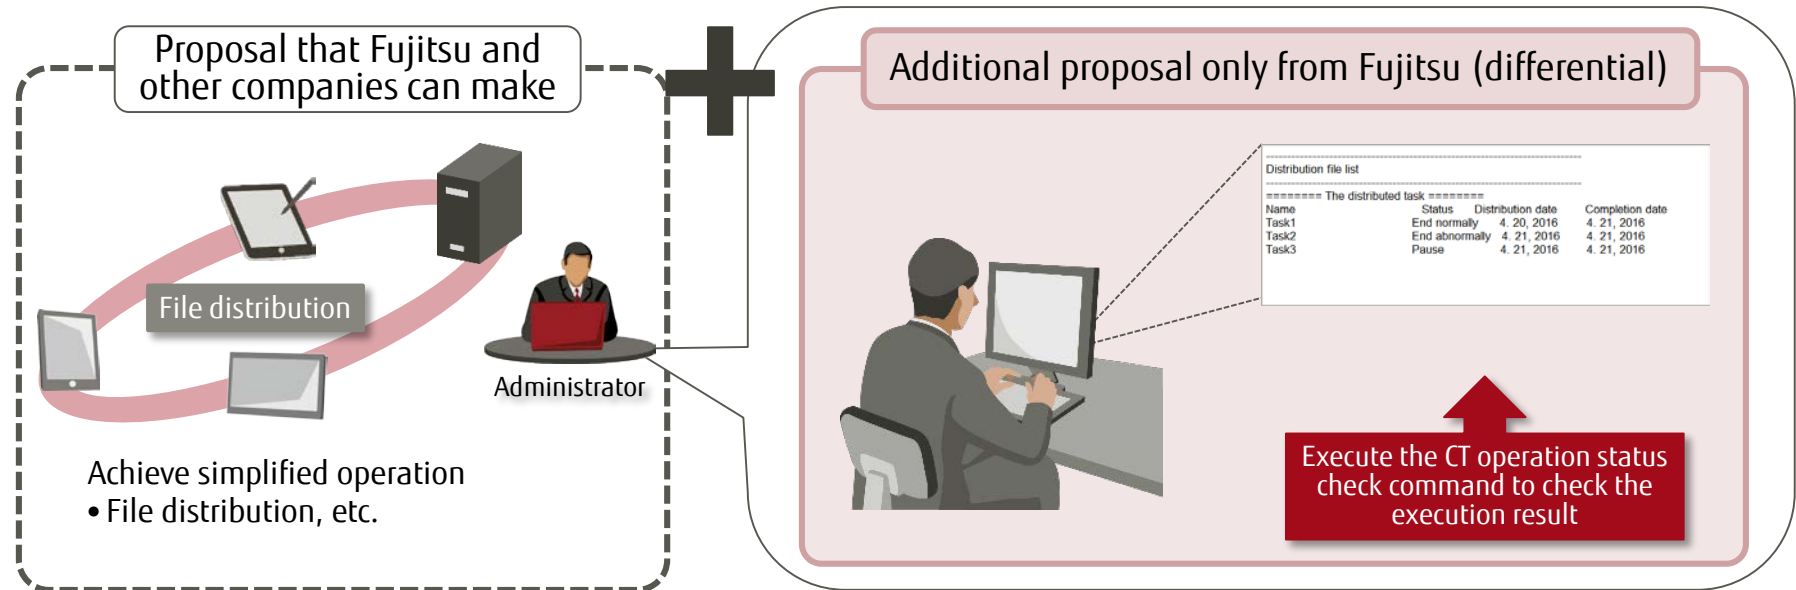 Proposal that Fujitsu and
other companies can make
File distribution
Administrator
Achieve simplified operation
• File distribution, etc.
Additional proposal only from Fujitsu (differential)
Distribution file list
======== The distributed task ========
Name Status Distribution date Completion date
Task1 End normally 4. 20, 2016 4. 21, 2016
Task2 End abnormally 4. 21, 2016 4. 21, 2016
Task3 Pause 4. 21, 2016 4. 21, 2016
Execute the CT operation status
check command to check the
execution result